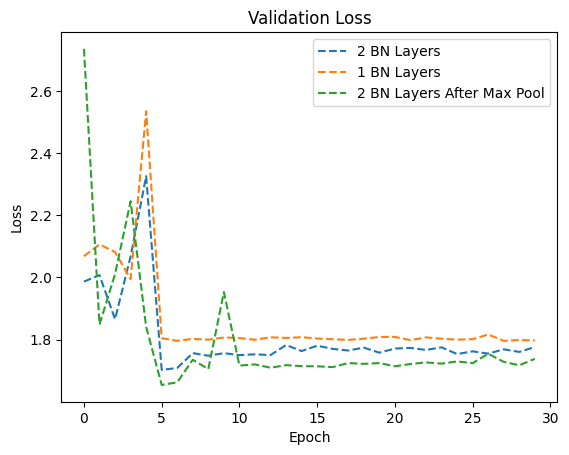 Validation Loss
2 BN Layers
1 BN Layers
2 BN Layers After Max Pool
Loss
2.6
2.4
2.2
2.0
1.8
0 5 10 15 20 25 30
Epoch